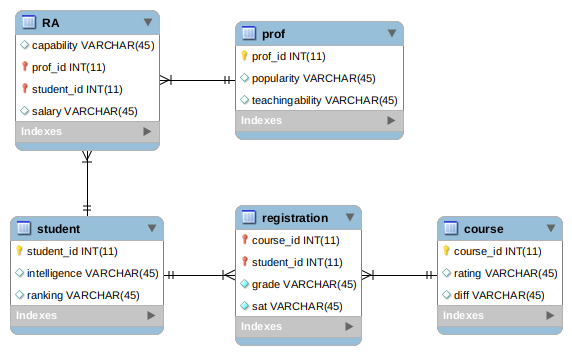 RA
capability VARCHAR(45)
prof_id INT(11)
student_id INT(11)
salary VARCHAR(45)
Indexes
prof
prof_id INT(11)
popularity VARCHAR(45)
teachingability VARCHAR(45)
Indexes
student
student_id INT(11)
intelligence VARCHAR(45)
ranking VARCHAR(45)
Indexes
registration
course_id INT(11)
student_id INT(11)
grade VARCHAR(45)
sat VARCHAR(45)
Indexes
course
course_id INT(11)
rating VARCHAR(45)
diff VARCHAR(45)
Indexes